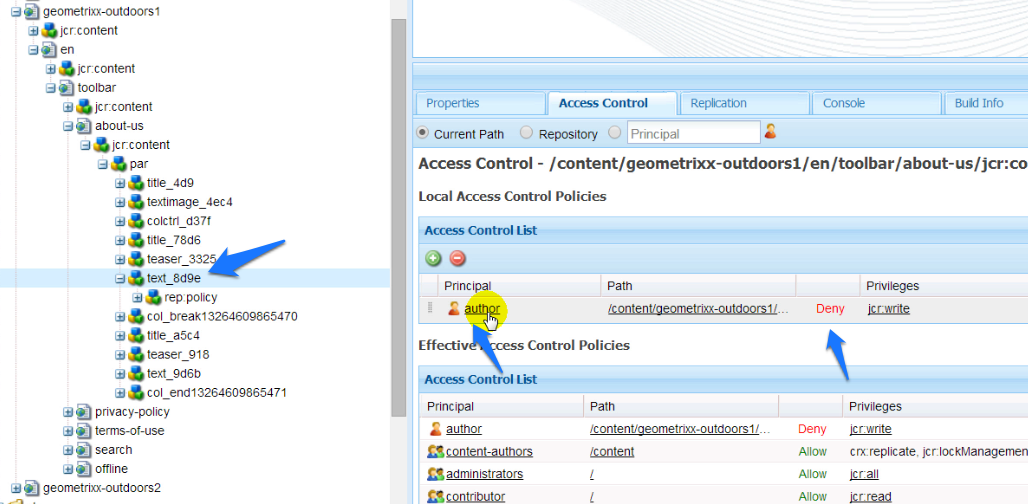 geometrixx-outdoors1
jcr:content
en
jcr:content
toolbar
jcr:content
about-us
jcr:content
par
title_4d9
textimage_4ec4
colctrl_d37f
title_78d6
teaser_3325
text_8d9e
rep:policy
col_break13264609865470
title_a5c4
teaser_918
text_9d6b
col_end13264609865471
privacy-policy
terms-of-use
search
offline
geometrixx-outdoors2
Properties Access Control Replication Console Build Info
Current Path Repository Principal
Access Control - /content/geometrixx-outdoors1/en/toolbar/about-us/jcr:co
Local Access Control Policies
Access Control List
Principal Path Privileges
author /content/geometrixx-outdoors1/... Deny jcr:write
Effective Access Control Policies
Access Control List
Principal Path Privileges
author /content/geometrixx-outdoors1/... Deny jcr:write
content-authors /content Allow crx:replicate, jcr:lockManagement
administrators / Allow jcr:all
contributor / Allow jcr:read